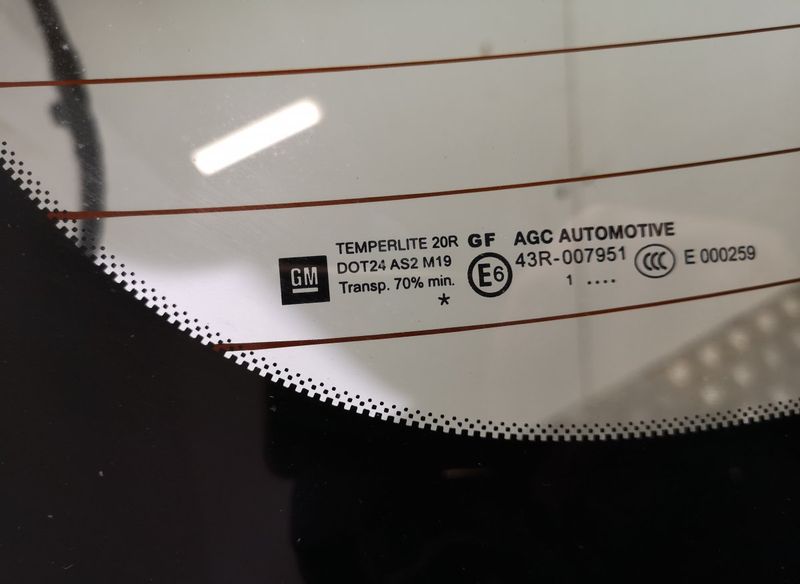 GM
TEMPERLITE 20R GF AGC AUTOMOTIVE
DOT24 AS2 M19 E6 43R-007951 CCC E 000259
Transp. 70% min. 1 ....
*